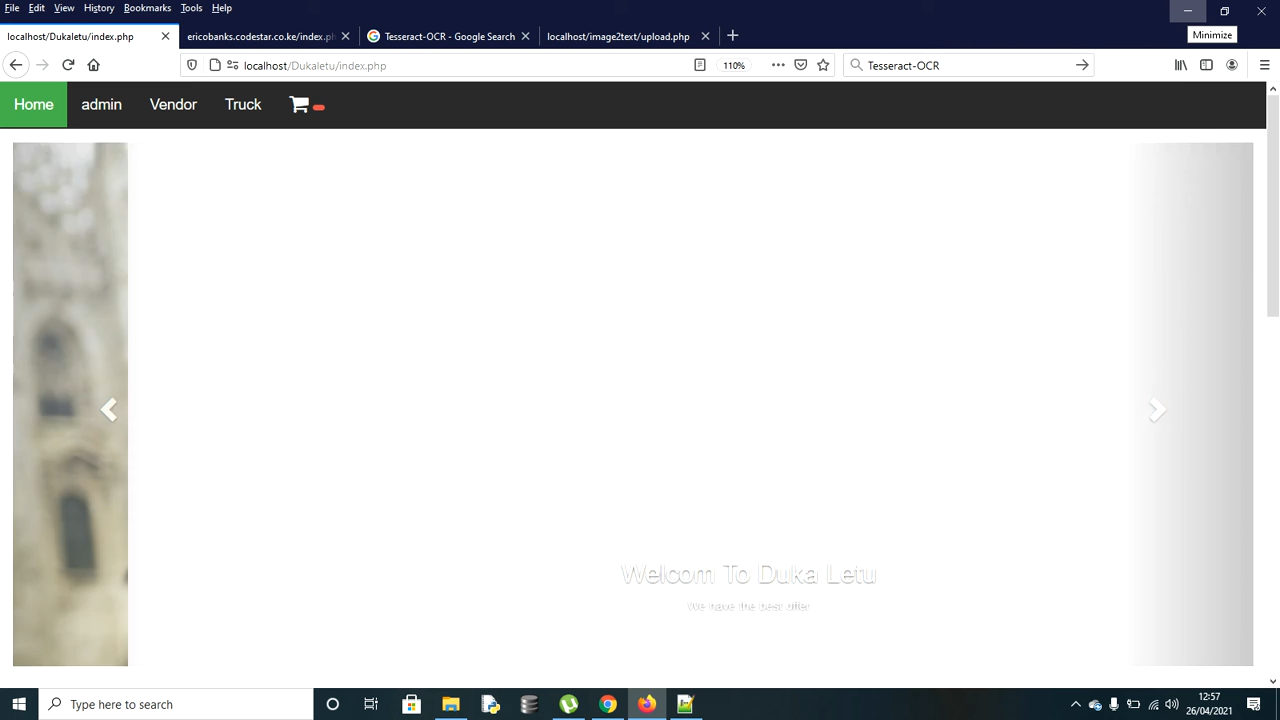 File Edit View History Bookmarks Tools Help
localhost/Dukaletu/index.php ericobanks.codestar.co.ke/index.ph Tesseract-OCR - Google Search localhost/image2text/upload.php Minimize
localhost/Dukaletu/index.php 110% Tesseract-OCR
Home admin Vendor Truck
Welcom To Duka Letu
We have the best offer
Type here to search 12:57
26/04/2021